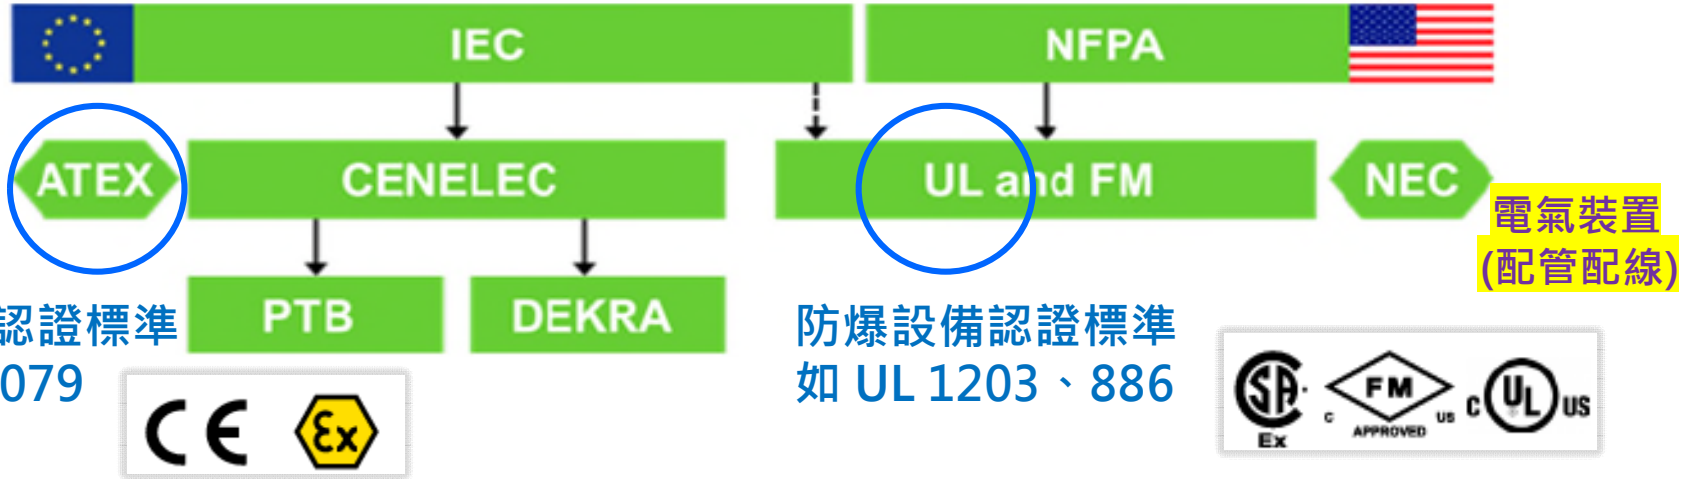 IEC
NFPA
ATEX
CENELEC
UL and FM
NEC
電氣裝置
(配管配線)
PTB
DEKRA
認證標準
079
防爆設備認證標準
如 UL 1203、886
CE
Ex
SA
Ex
FM
C US
APPROVED
C UL US